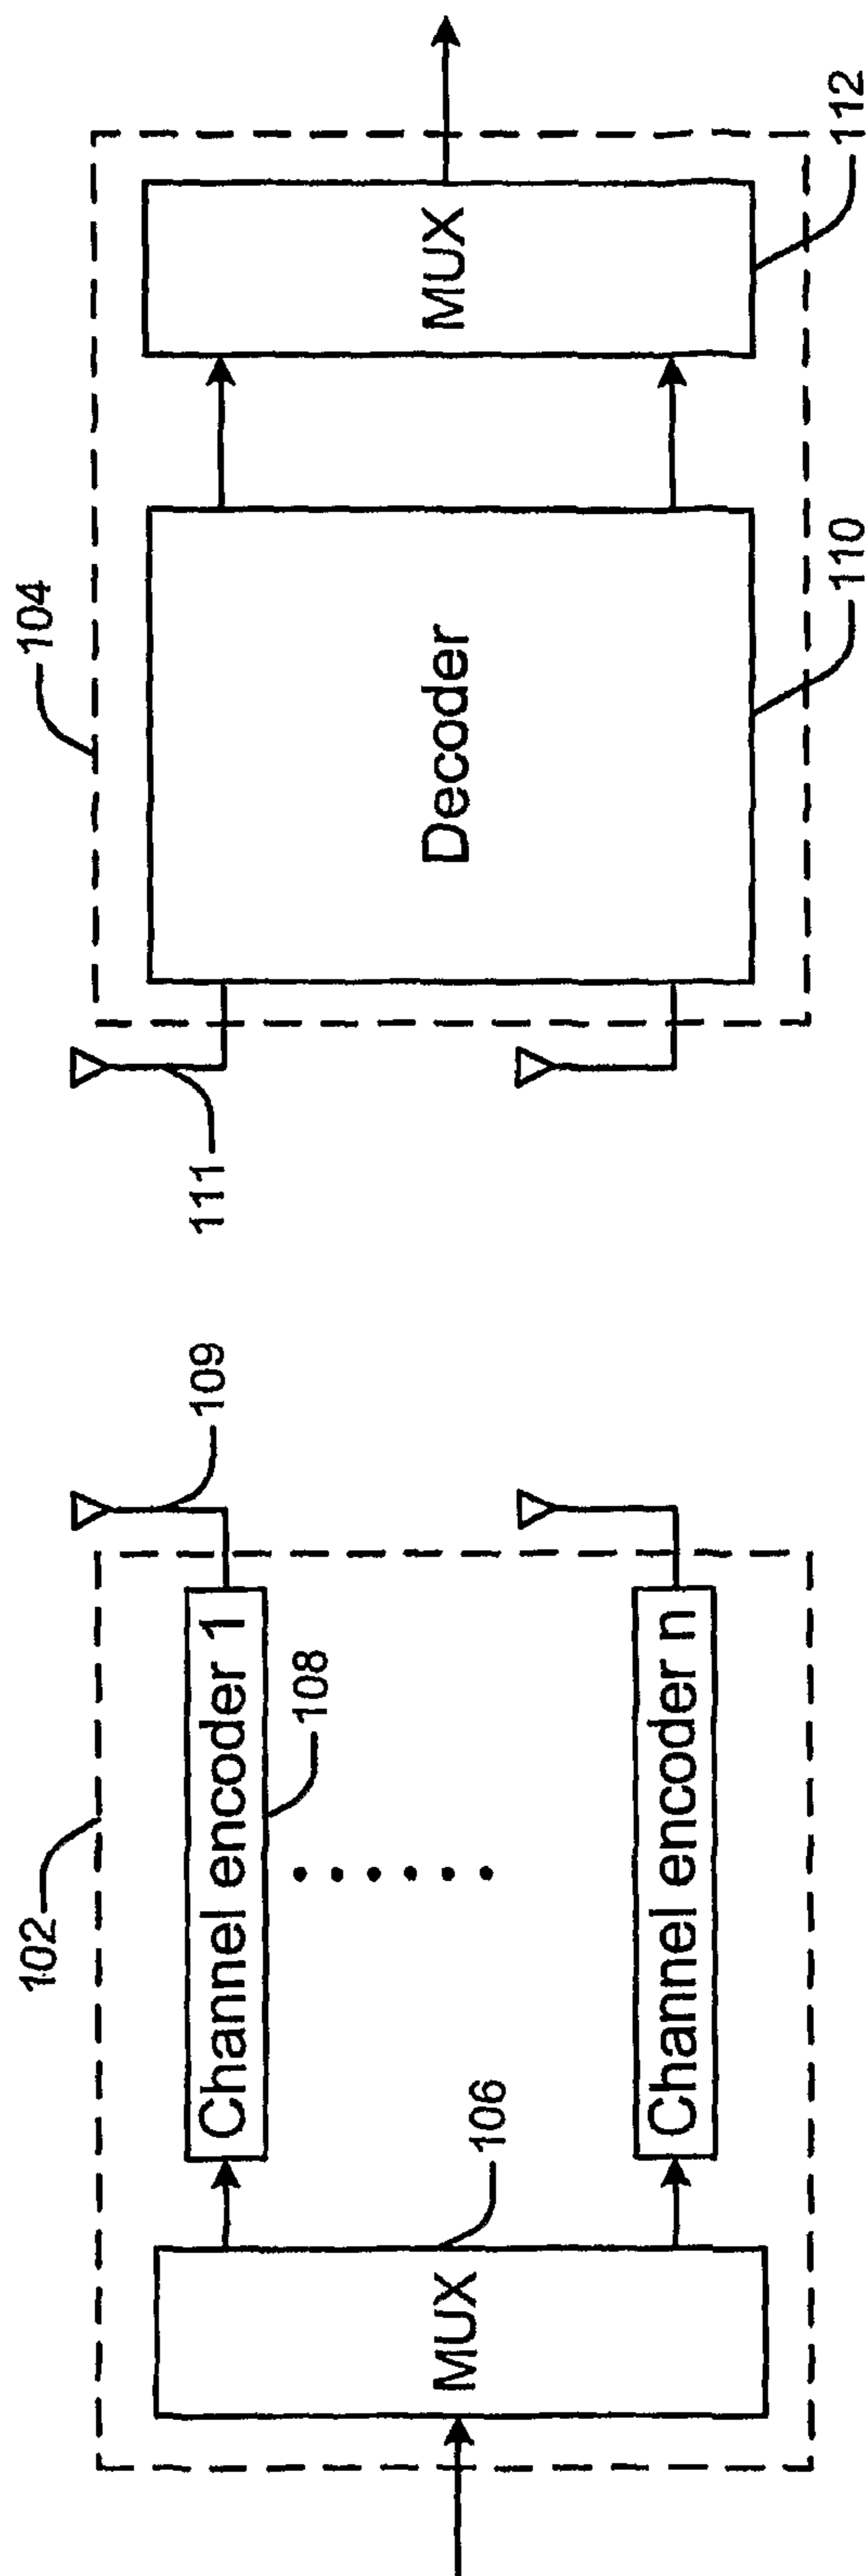 102
104
109
111
Channel encoder 1
108
MUX
106
Channel encoder n
Decoder
110
MUX
112